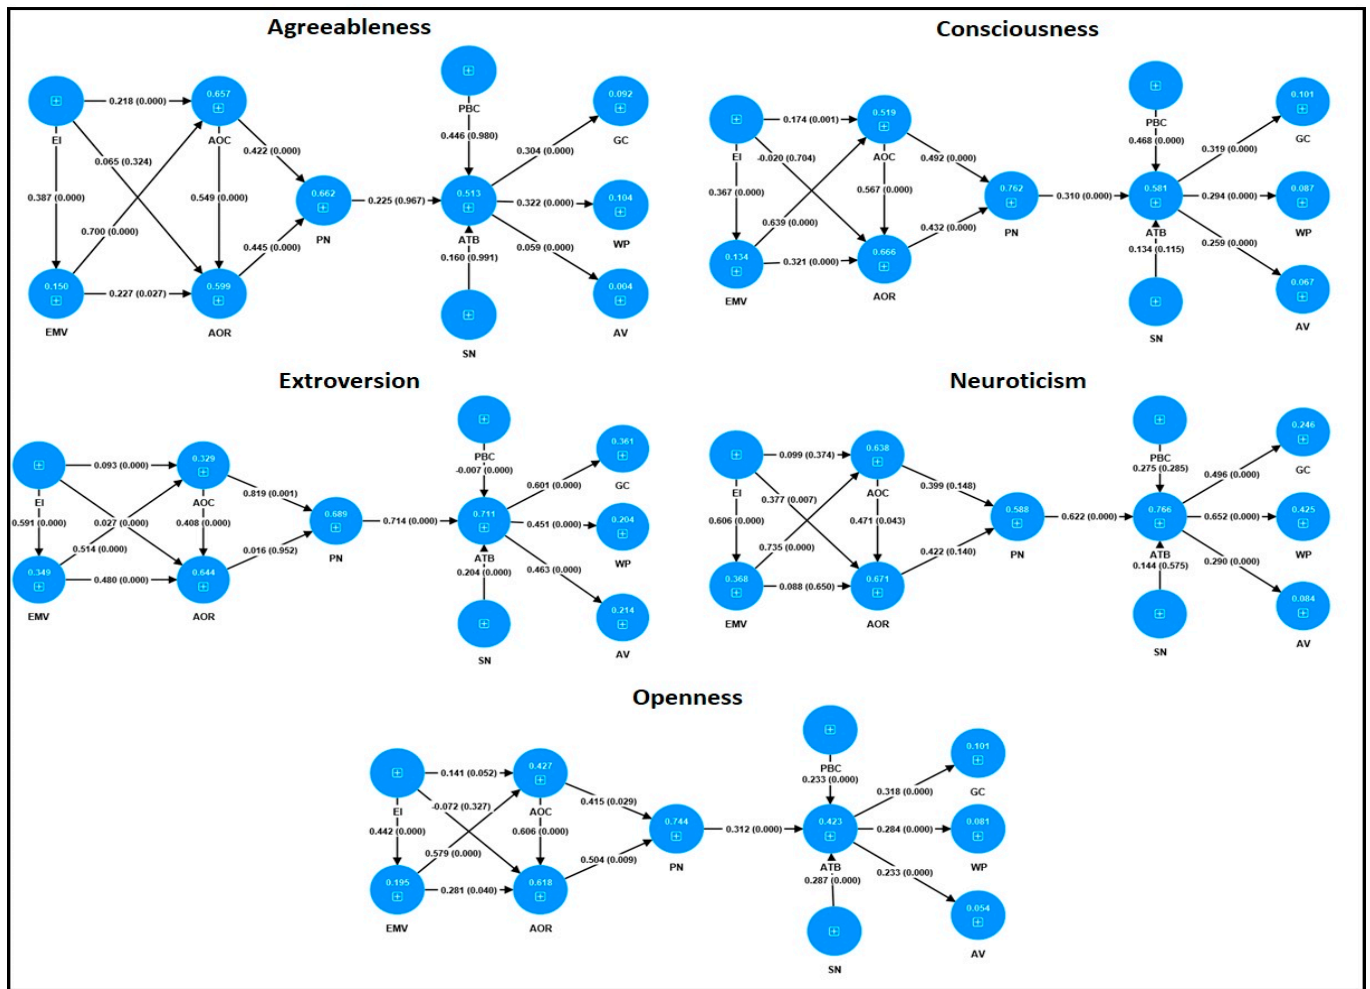 Agreeableness
Consciousness
0.657
0.218 (0.000)
EI
AOC
PBC
0.446 (0.980)
0.092
GC
0.422 (0.000)
0.304 (0.000)
0.065 (0.324)
0.387 (0.000)
0.549 (0.000)
0.662
PN
0.225 (0.967)
0.513
0.322 (0.000)
0.104
WP
0.700 (0.000)
0.445 (0.000)
ATB
0.160 (0.991)
0.059 (0.000)
0.150
EMV
0.227 (0.027)
0.599
AOR
0.004
AV
SN
0.519
0.174 (0.001)
EI
-0.020 (0.704)
AOC
PBC
0.468 (0.000)
0.101
GC
0.492 (0.000)
0.319 (0.000)
0.367 (0.000)
0.567 (0.000)
0.762
PN
0.310 (0.000)
0.581
0.294 (0.000)
0.087
WP
0.639 (0.000)
0.432 (0.000)
ATB
0.134 (0.115)
0.259 (0.000)
0.134
EMV
0.321 (0.000)
0.666
AOR
0.067
AV
SN
Extroversion
Neuroticism
0.329
0.093 (0.000)
EI
AOC
PBC
-0.007 (0.000)
0.361
GC
0.819 (0.001)
0.601 (0.000)
0.591 (0.000)
0.027 (0.000)
0.408 (0.000)
0.689
PN
0.714 (0.000)
0.711
0.451 (0.000)
0.204
WP
0.514 (0.000)
0.016 (0.952)
ATB
0.204 (0.000)
0.463 (0.000)
0.349
EMV
0.480 (0.000)
0.644
AOR
0.214
AV
SN
0.638
0.099 (0.374)
EI
0.377 (0.007)
AOC
PBC
0.275 (0.285)
0.246
GC
0.399 (0.148)
0.496 (0.000)
0.606 (0.000)
0.471 (0.043)
0.588
PN
0.622 (0.000)
0.766
0.652 (0.000)
0.425
WP
0.735 (0.000)
0.422 (0.140)
ATB
0.144 (0.575)
0.290 (0.000)
0.368
EMV
0.088 (0.650)
0.671
AOR
0.084
AV
SN
Openness
0.427
0.141 (0.052)
EI
-0.072 (0.327)
AOC
PBC
0.233 (0.000)
0.101
GC
0.415 (0.029)
0.318 (0.000)
0.442 (0.000)
0.606 (0.000)
0.744
PN
0.312 (0.000)
0.423
0.284 (0.000)
0.081
WP
0.579 (0.000)
0.504 (0.009)
ATB
0.287 (0.000)
0.233 (0.000)
0.195
EMV
0.281 (0.040)
0.618
AOR
0.054
AV
SN